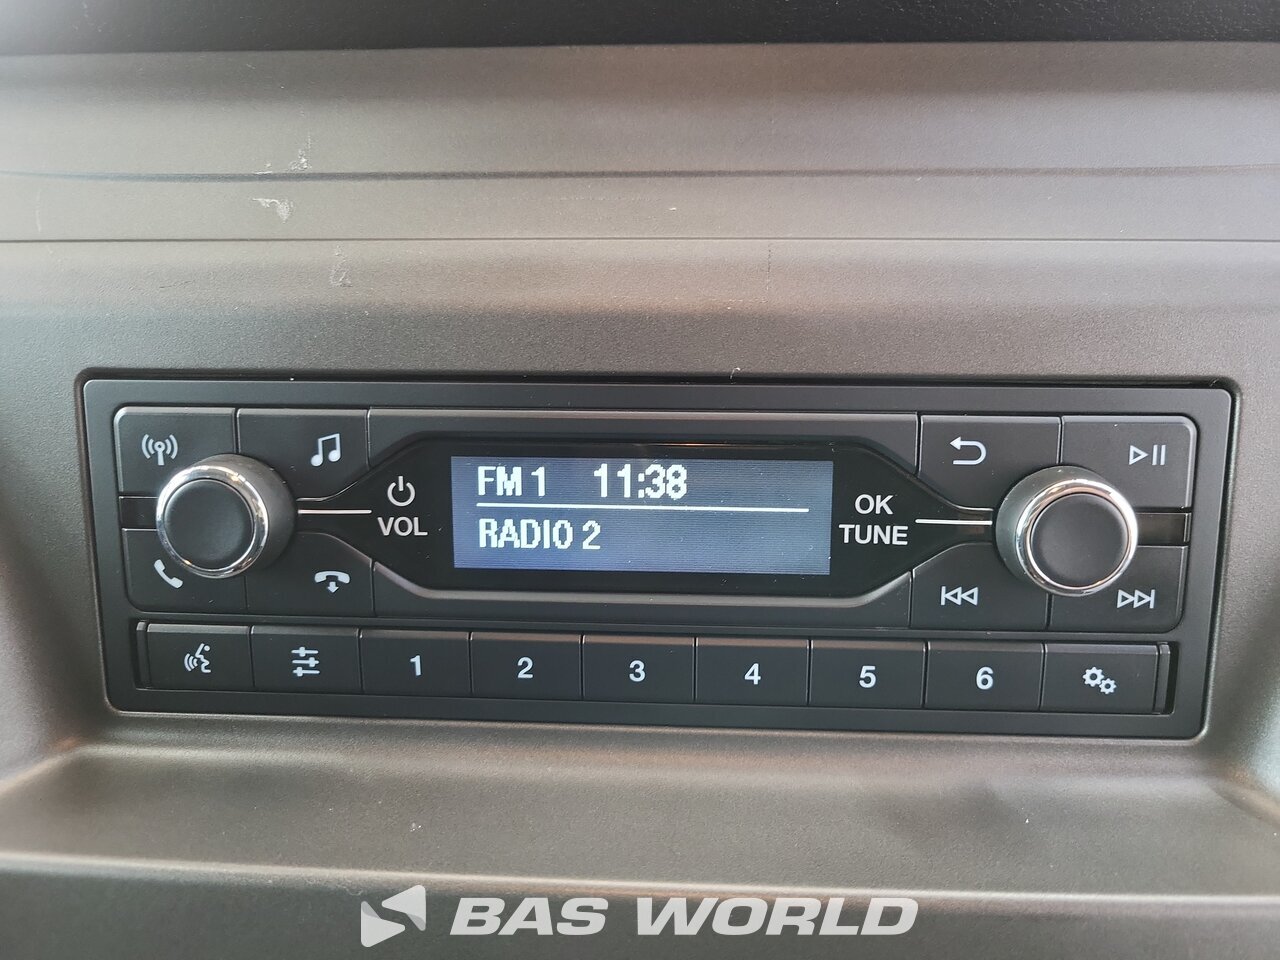 FM 1 11:38
RADIO 2
VOL
OK
TUNE
1 2 3 4 5 6
BAS WORLD